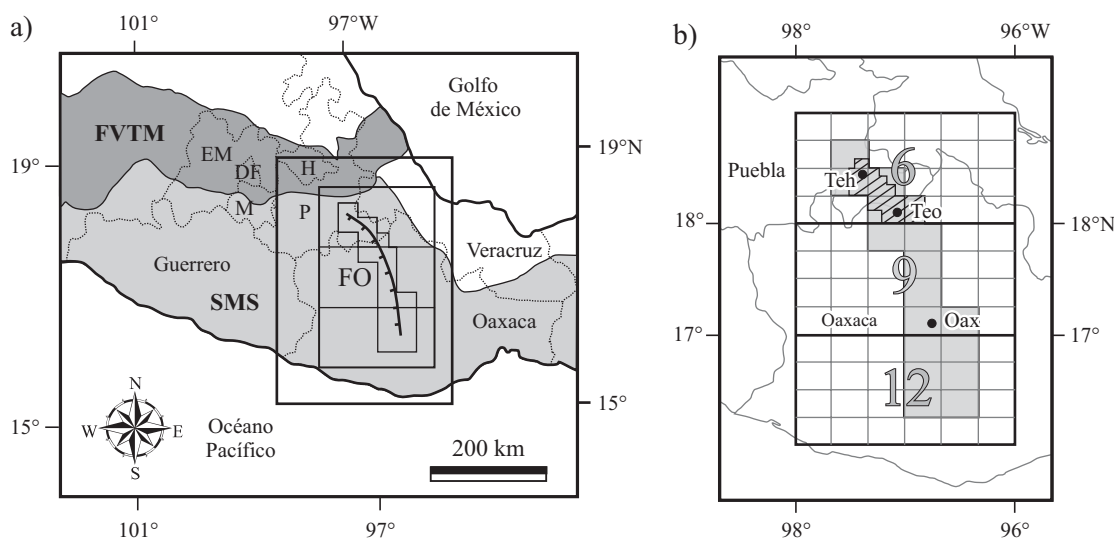 a)
101°
97°W
Golfo
de México
FVTM
19°
19°N
EM
DF
H
M
P
Guerrero
SMS
FO
Veracruz
Oaxaca
N
W
E
S
Océano
Pacífico
200 km
15°
15°
101°
97°
b)
98°
96°W
Puebla
6
Teh
Teo
18°
18°N
9
Oaxaca
Oax
17°
17°
12
98°
96°